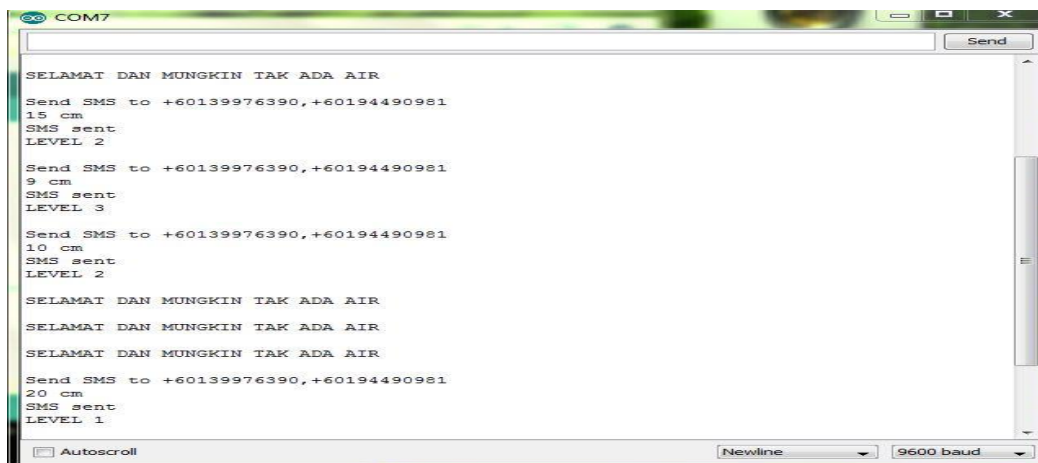 COM7
Send
SELAMAT DAN MUNGKIN TAK ADA AIR
Send SMS to +60139976390,+60194490981
15 cm
SMS sent
LEVEL 2
Send SMS to +60139976390,+60194490981
9 cm
SMS sent
LEVEL 3
Send SMS to +60139976390,+60194490981
10 cm
SMS sent
LEVEL 2
SELAMAT DAN MUNGKIN TAK ADA AIR
SELAMAT DAN MUNGKIN TAK ADA AIR
SELAMAT DAN MUNGKIN TAK ADA AIR
Send SMS to +60139976390,+60194490981
20 cm
SMS sent
LEVEL 1
Autoscroll
Newline
9600 baud